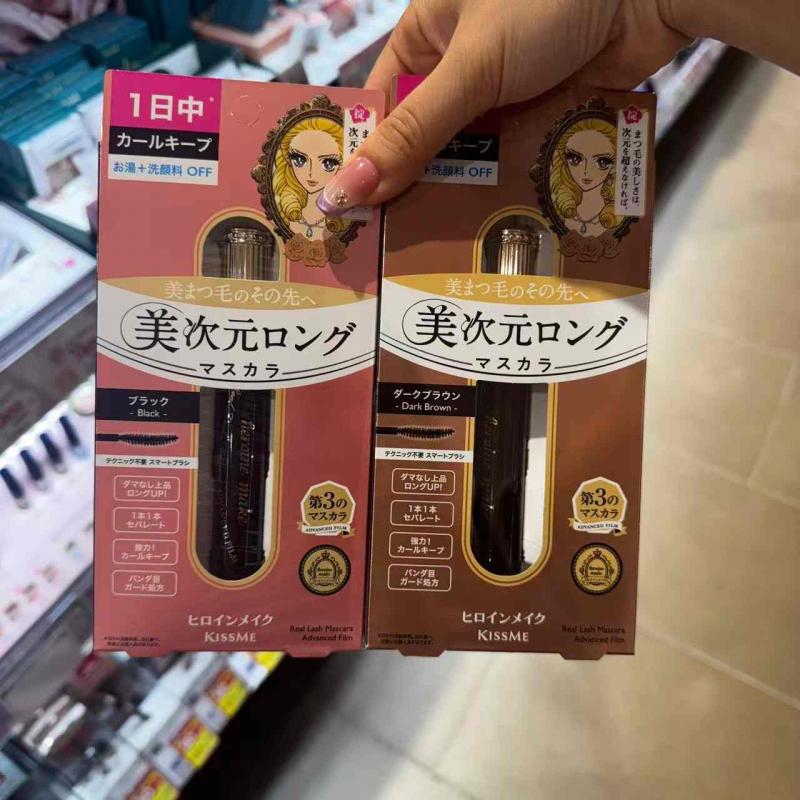 1日中*
カールキープ
お湯+洗顔料 OFF
掟
美まつ毛のその先へ
美次元ロング
マスカラ
ブラック
- Black -
テクニック不要 スマートブラシ
ダマなし上品
ロングUP!
1本1本
セパレート
強力!
カールキープ
パンダ目
ガード処方
heroine make
第3の
マスカラ
ADVANCED FILM
ヒロインメイク
KISSME
Real Lash Mascara
Advanced Film
カールキープ
洗顔料 OFF
掟
まつ毛の美しさは、
次元を超えなければ。
美まつ毛のその先へ
美次元ロング
マスカラ
ダークブラウン
- Dark Brown -
テクニック不要 スマートブラシ
ダマなし上品
ロングUP!
1本1本
セパレート
強力!
カールキープ
パンダ目
ガード処方
第3の
マスカラ
ADVANCED FILM
ヒロインメイク
KISSME
Real Lash Mascara
Advanced Film